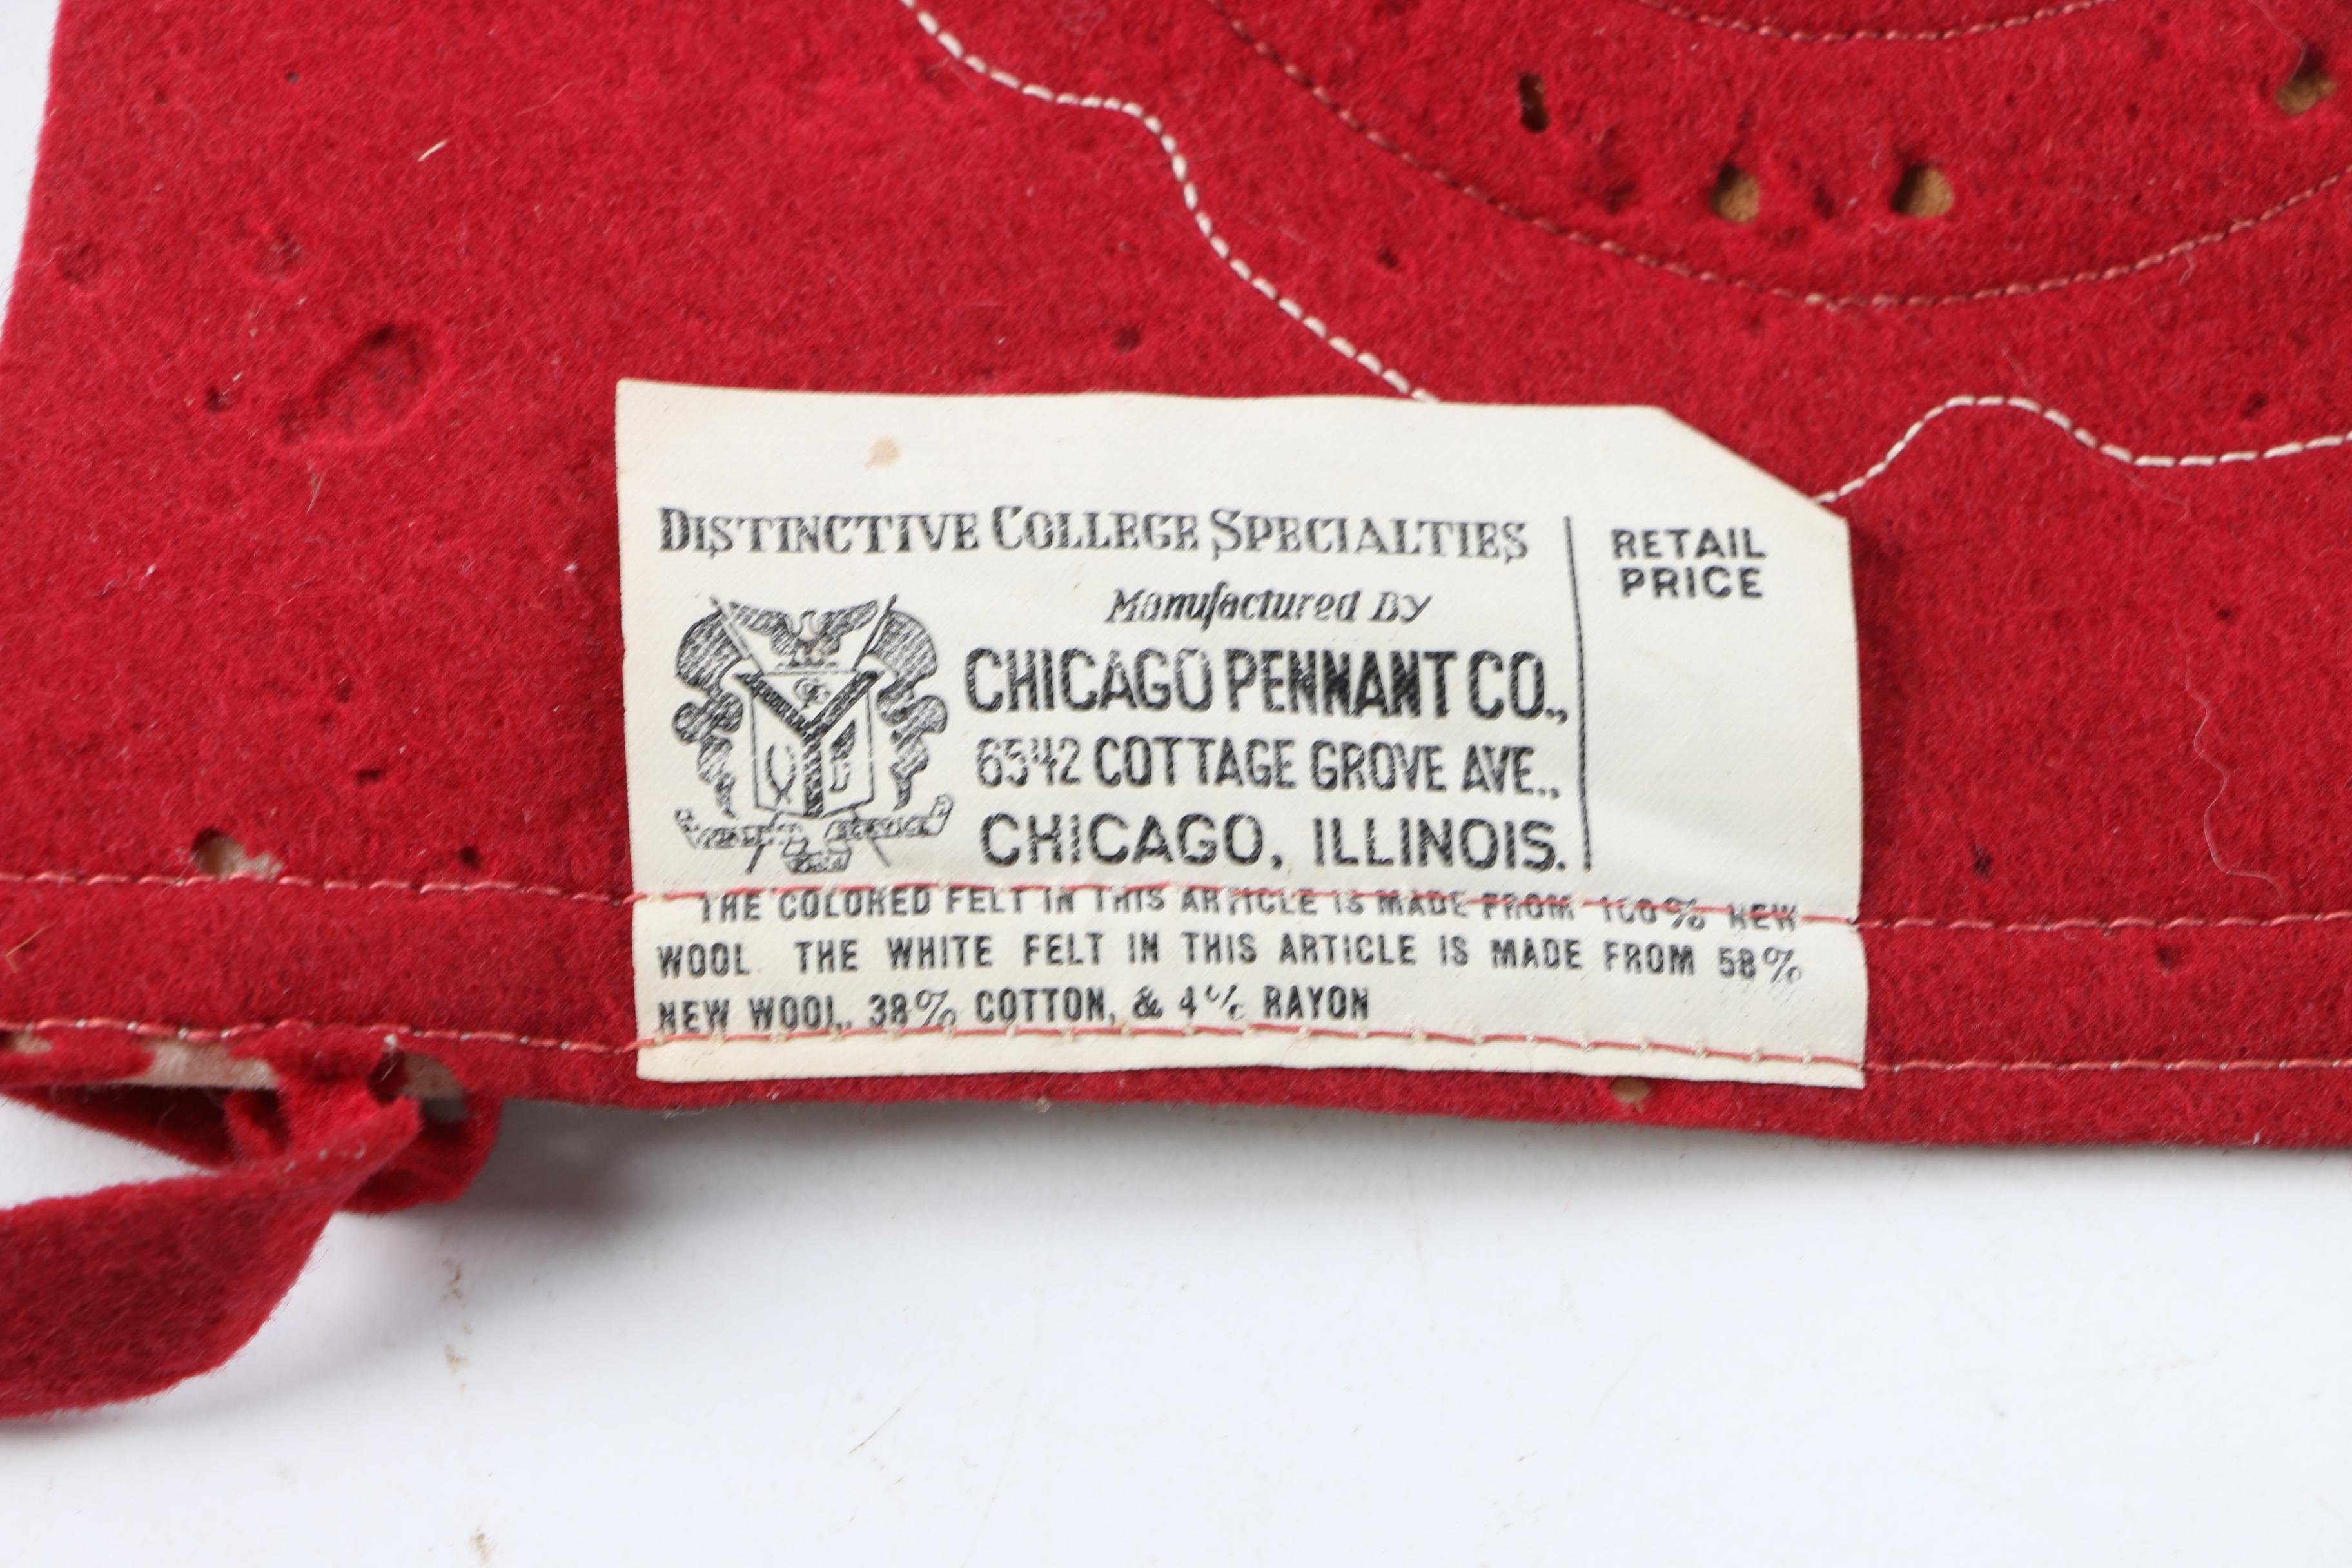 DISTINCTIVE COLLEGE SPECIALTIES
RETAIL
PRICE
Manufactured By
CHICAGO PENNANT CO.,
6542 COTTAGE GROVE AVE.,
CHICAGO, ILLINOIS.
THE COLORED FELT IN THIS ARTICLE IS MADE FROM 100% NEW
WOOL. THE WHITE FELT IN THIS ARTICLE IS MADE FROM 58%
NEW WOOL, 38% COTTON, & 4% RAYON